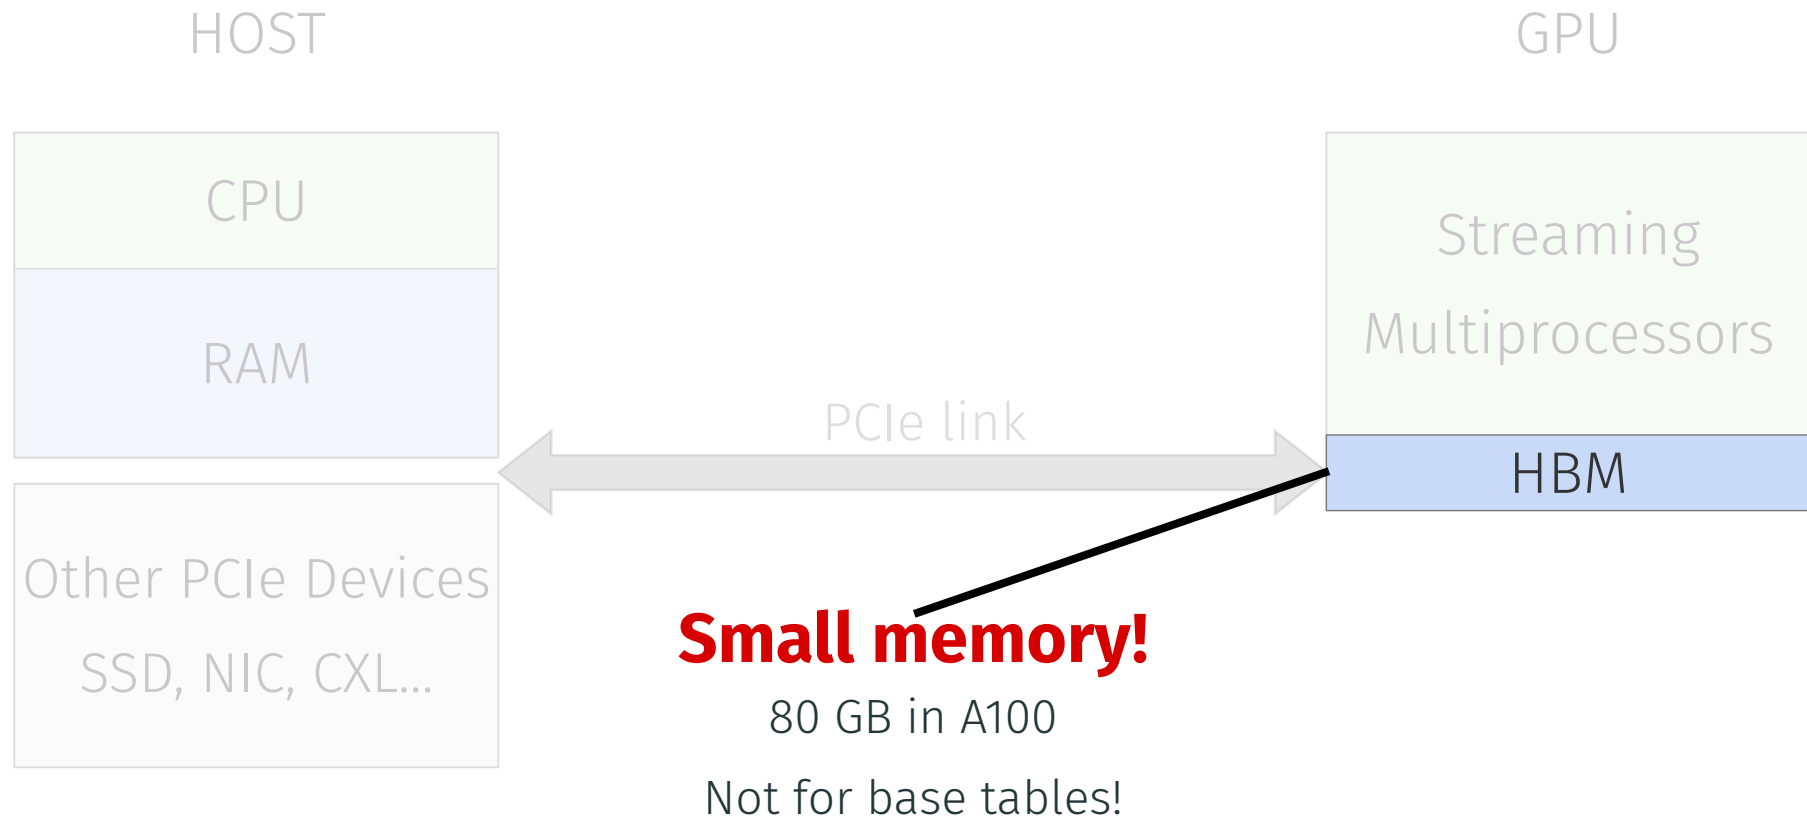 HOST
GPU
CPU
RAM
Other PCIe Devices
SSD, NIC, CXL...
PCIe link
Streaming
Multiprocessors
HBM
Small memory!
80 GB in A100
Not for base tables!